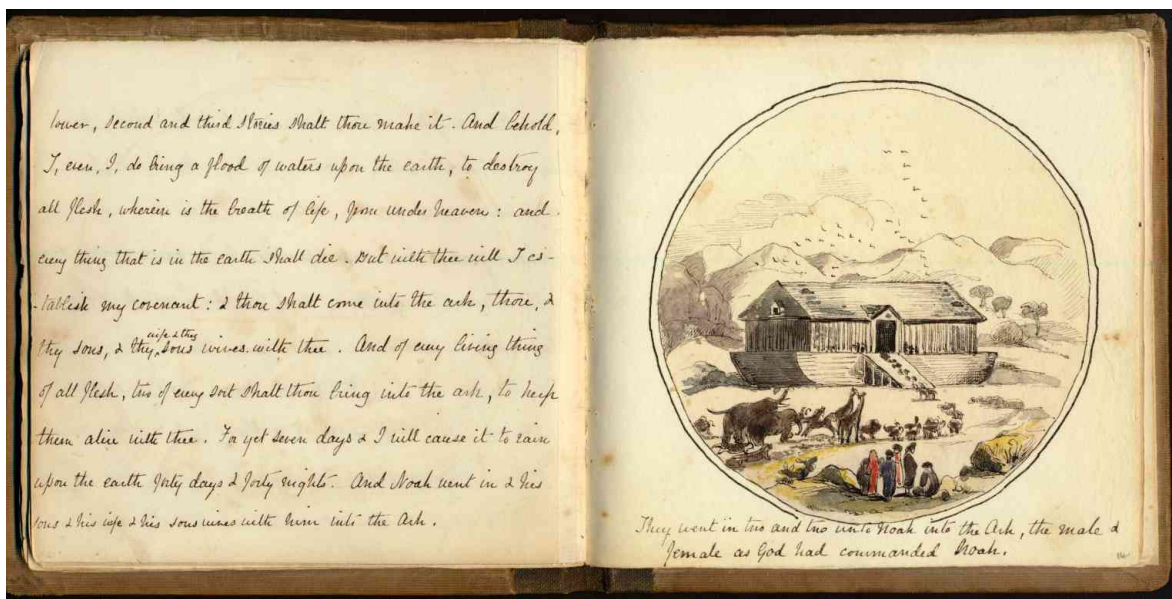 lower, second and third stories shalt thou make it. And behold,
I, even, I, do bring a flood of waters upon the earth, to destroy
all flesh, wherein is the breath of life, from under heaven: and
every thing that is in the earth shall die. But with thee will I es-
-tablish my covenant: & thou shalt come into the ark, thou, &
wife & thy
thy sons, & thy sons wives with thee. And of every living thing
of all flesh, two of every sort shalt thou bring into the ark, to keep
them alive with thee. For yet seven days & I will cause it to rain
upon the earth forty days & forty nights. And Noah went in & his
sons & his wife & his sons wives with him into the Ark.
They went in two and two unto Noah into the Ark, the male &
female as God had commanded Noah.